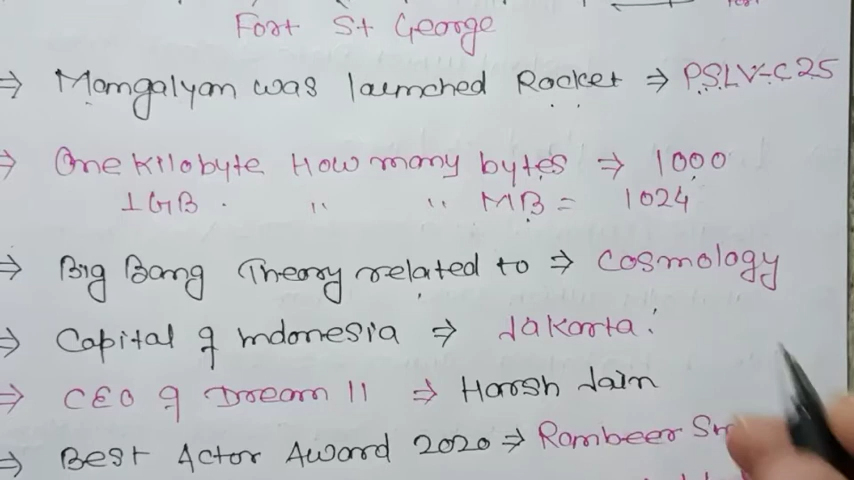 Fort St George
⇒ Mangalyan was launched Rocket ⇒ PSLV-C25
⇒ One kilobyte How many bytes ⇒ 1000
1GB " " MB = 1024
⇒ Big Bang Theory related to ⇒ Cosmology
⇒ Capital of Indonesia ⇒ Jakarta
⇒ CEO of Dream 11 ⇒ Harsh Jain
⇒ Best Actor Award 2020 ⇒ Ranbeer